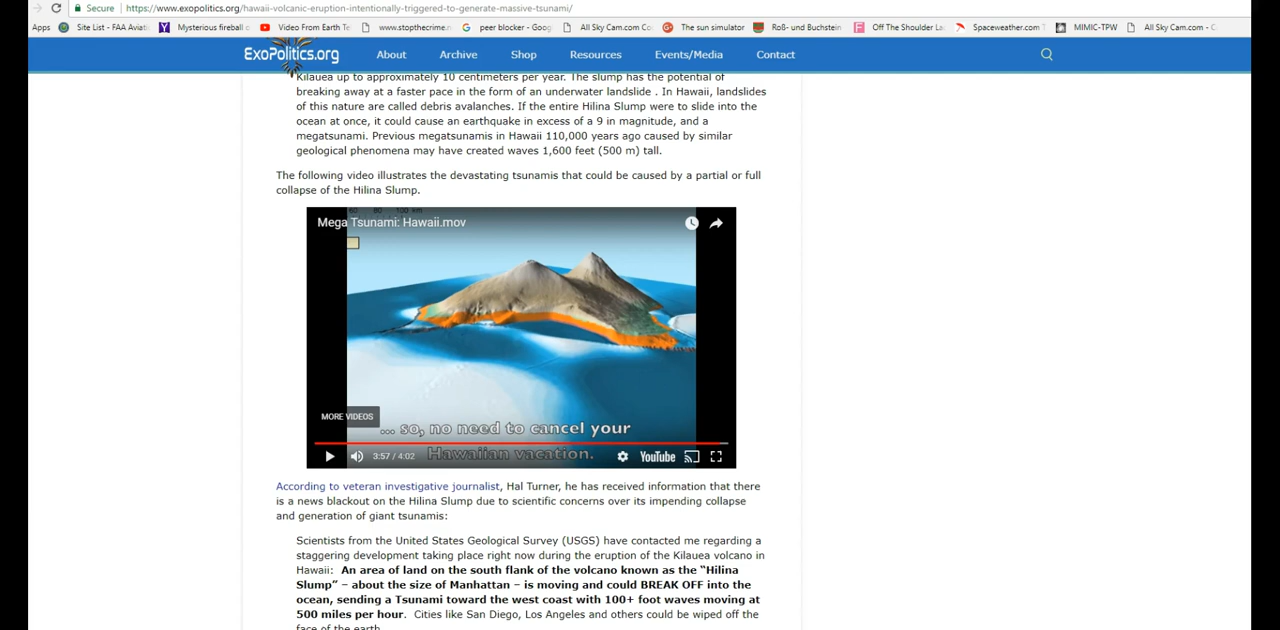 Secure https://www.exopolitics.org/hawaii-volcanic-eruption-intentionally-triggered-to-generate-massive-tsunami/
Apps Site List - FAA Aviati Mysterious fireball o Video From Earth Te www.stopthecrime.n peer blocker - Goog All Sky Cam.com Co The sun simulator Roß- und Buchstein Off The Shoulder La Spaceweather.com T MIMIC-TPW All Sky Cam.com - C
ExoPolitics.org About Archive Shop Resources Events/Media Contact
Kilauea up to approximately 10 centimeters per year. The slump has the potential of
breaking away at a faster pace in the form of an underwater landslide . In Hawaii, landslides
of this nature are called debris avalanches. If the entire Hilina Slump were to slide into the
ocean at once, it could cause an earthquake in excess of a 9 in magnitude, and a
megatsunami. Previous megatsunamis in Hawaii 110,000 years ago caused by similar
geological phenomena may have created waves 1,600 feet (500 m) tall.
The following video illustrates the devastating tsunamis that could be caused by a partial or full
collapse of the Hilina Slump.
60 80 100 km
Mega Tsunami: Hawaii.mov
MORE VIDEOS
... so, no need to cancel your
Hawaiian vacation.
3:57 / 4:02 YouTube
According to veteran investigative journalist, Hal Turner, he has received information that there
is a news blackout on the Hilina Slump due to scientific concerns over its impending collapse
and generation of giant tsunamis:
Scientists from the United States Geological Survey (USGS) have contacted me regarding a
staggering development taking place right now during the eruption of the Kilauea volcano in
Hawaii: An area of land on the south flank of the volcano known as the “Hilina
Slump” – about the size of Manhattan – is moving and could BREAK OFF into the
ocean, sending a Tsunami toward the west coast with 100+ foot waves moving at
500 miles per hour. Cities like San Diego, Los Angeles and others could be wiped off the
face of the earth